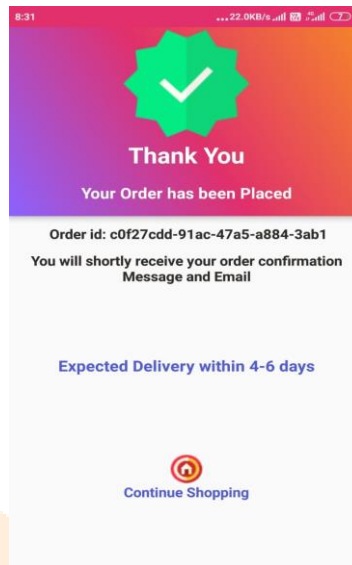 8:31 ...22.0KB/s
Thank You
Your Order has been Placed
Order id: c0f27cdd-91ac-47a5-a884-3ab1
You will shortly receive your order confirmation
Message and Email
Expected Delivery within 4-6 days
Continue Shopping